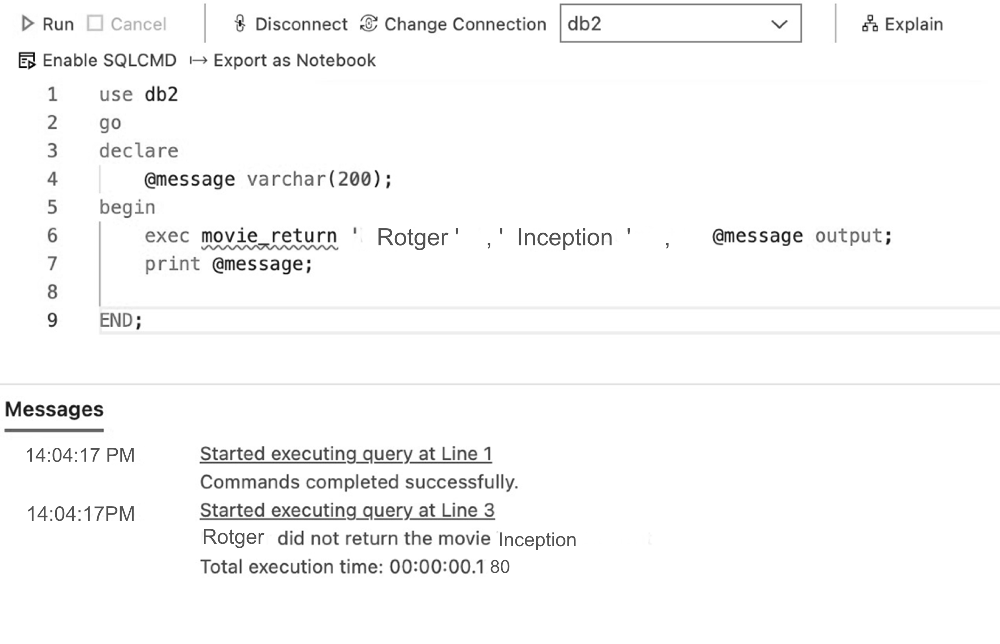 Run Cancel Disconnect Change Connection db2 Explain
Enable SQLCMD Export as Notebook
1 use db2
2 go
3 declare
4 @message varchar(200);
5 begin
6 exec movie_return ' Rotger ' , ' Inception ' , @message output;
7 print @message;
8
9 END;
Messages
14:04:17 PM Started executing query at Line 1
Commands completed successfully.
14:04:17PM Started executing query at Line 3
Rotger did not return the movie Inception
Total execution time: 00:00:00.1 80